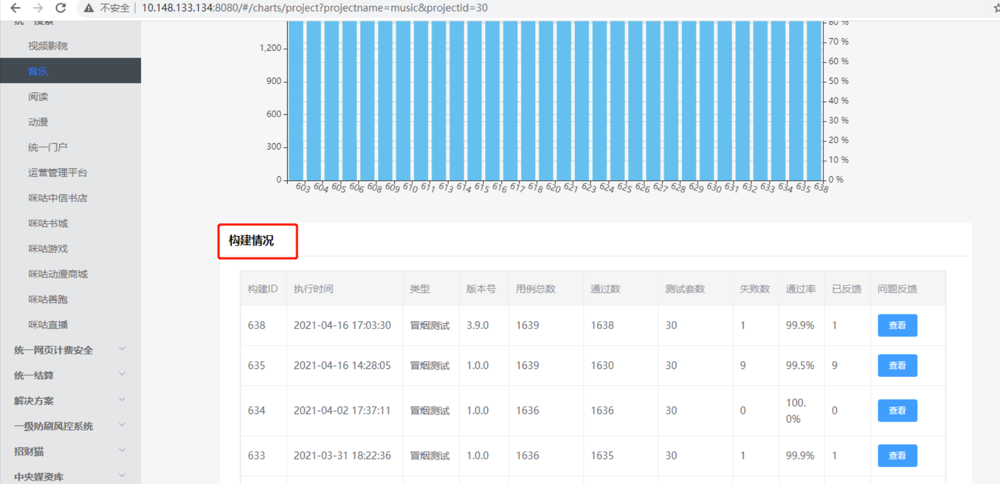 不安全 10.148.133.134:8080/#/charts/project?projectname=music&projectid=30
统一搜索
视频影院
音乐
阅读
动漫
统一门户
运营管理平台
咪咕中信书店
咪咕书城
咪咕游戏
咪咕动漫商城
咪咕善跑
咪咕直播
统一网页计费安全
统一结算
解决方案
一级防刷风控系统
招财猫
中央媒资库
1,200
900
600
300
0
80 %
70 %
60 %
50 %
40 %
30 %
20 %
10 %
0 %
603 604 605 606 608 609 610 611 613 614 615 616 617 618 620 621 623 624 625 626 627 628 629 630 631 632 633 634 635 638
构建情况
构建ID 执行时间 类型 版本号 用例总数 通过数 测试套数 失败数 通过率 已反馈 问题反馈
638 2021-04-16 17:03:30 冒烟测试 3.9.0 1639 1638 30 1 99.9% 1 查看
635 2021-04-16 14:28:05 冒烟测试 1.0.0 1639 1630 30 9 99.5% 9 查看
634 2021-04-02 17:37:11 冒烟测试 1.0.0 1636 1636 30 0 100.0% 0 查看
633 2021-03-31 18:22:36 冒烟测试 1.0.0 1636 1635 30 1 99.9% 1 查看